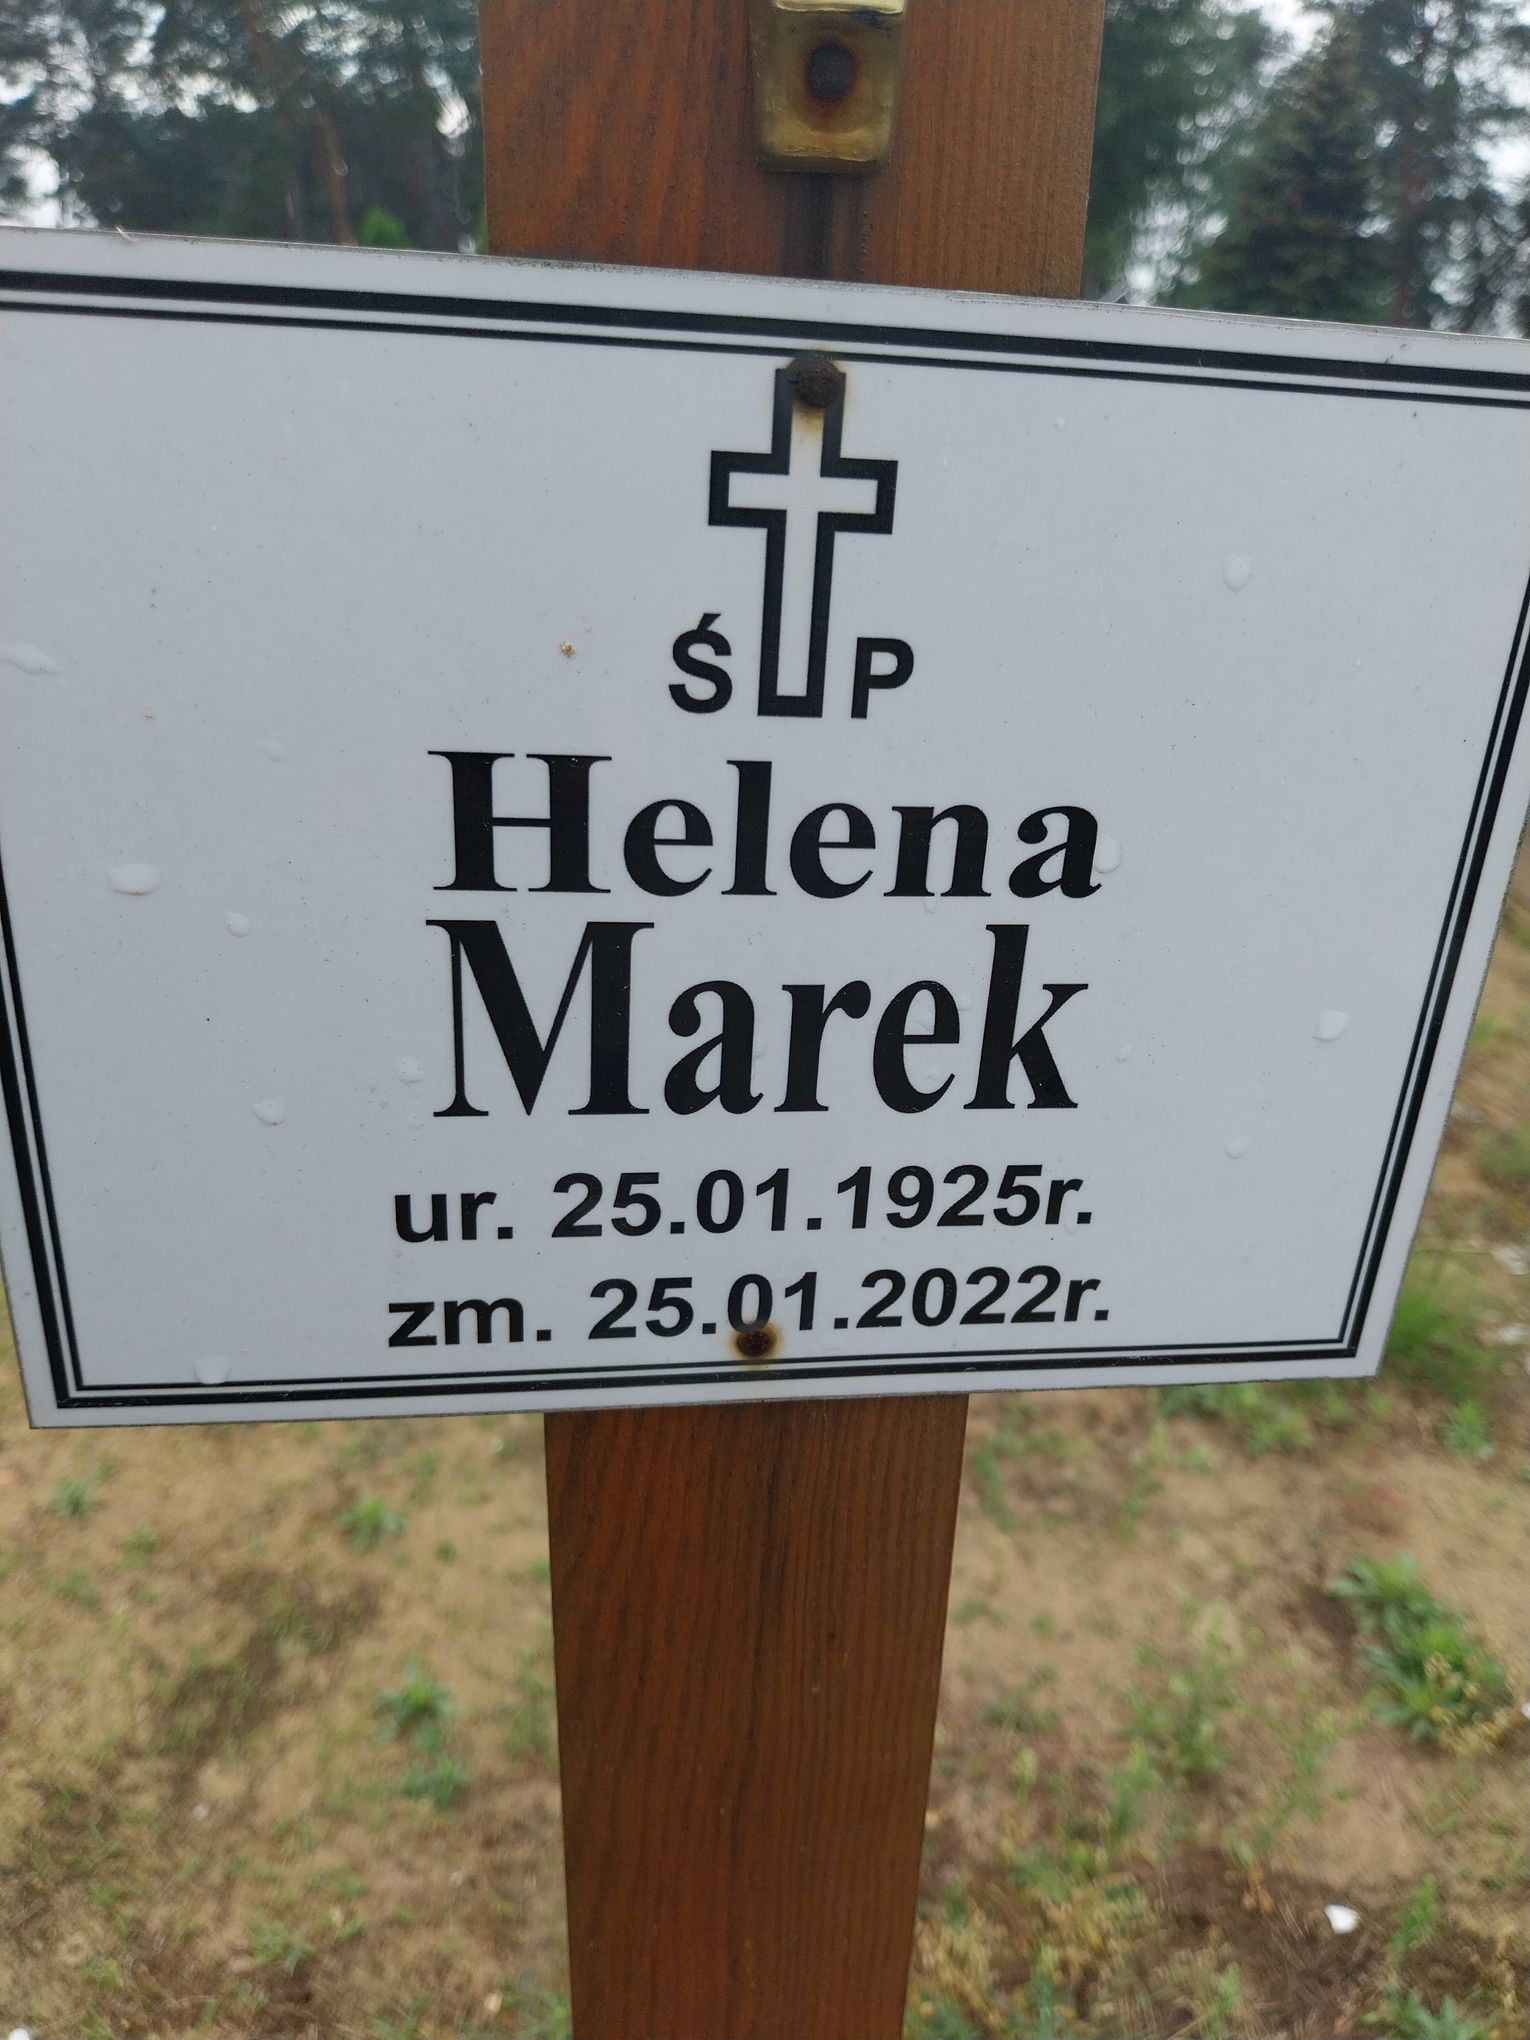 Ś P
Helena
Marek
ur. 25.01.1925r.
zm. 25.01.2022r.